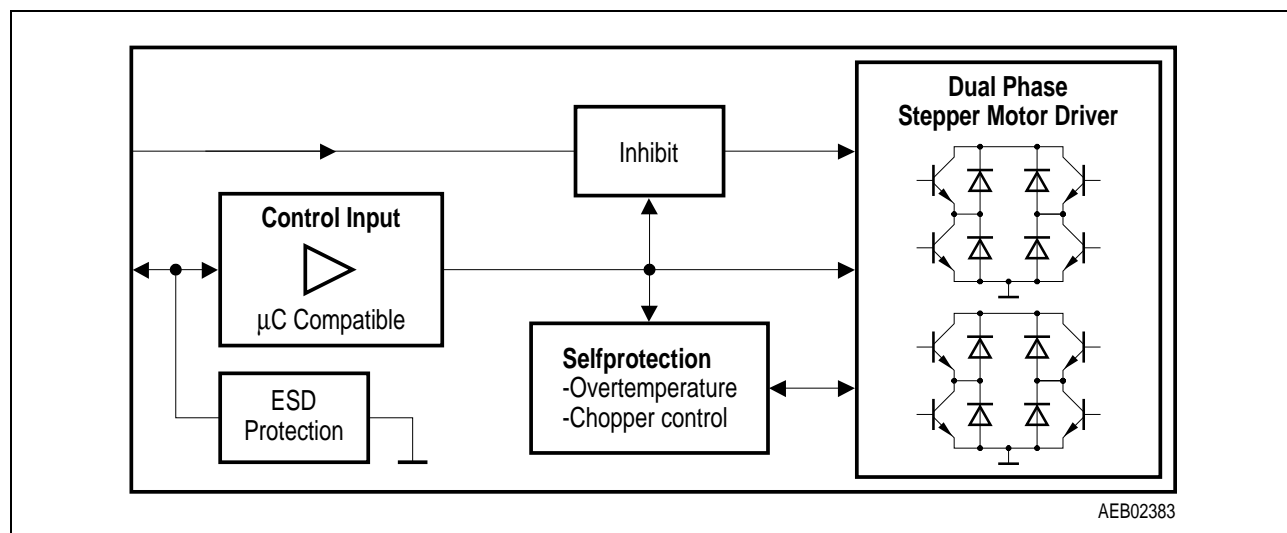 Dual Phase
Stepper Motor Driver
Inhibit
Control Input
μC Compatible
Selfprotection
-Overtemperature
-Chopper control
ESD
Protection
AEB02383